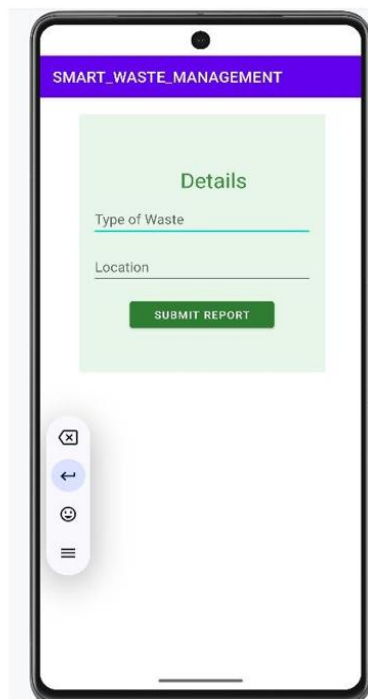 SMART_WASTE_MANAGEMENT
Details
Type of Waste
Location
SUBMIT REPORT